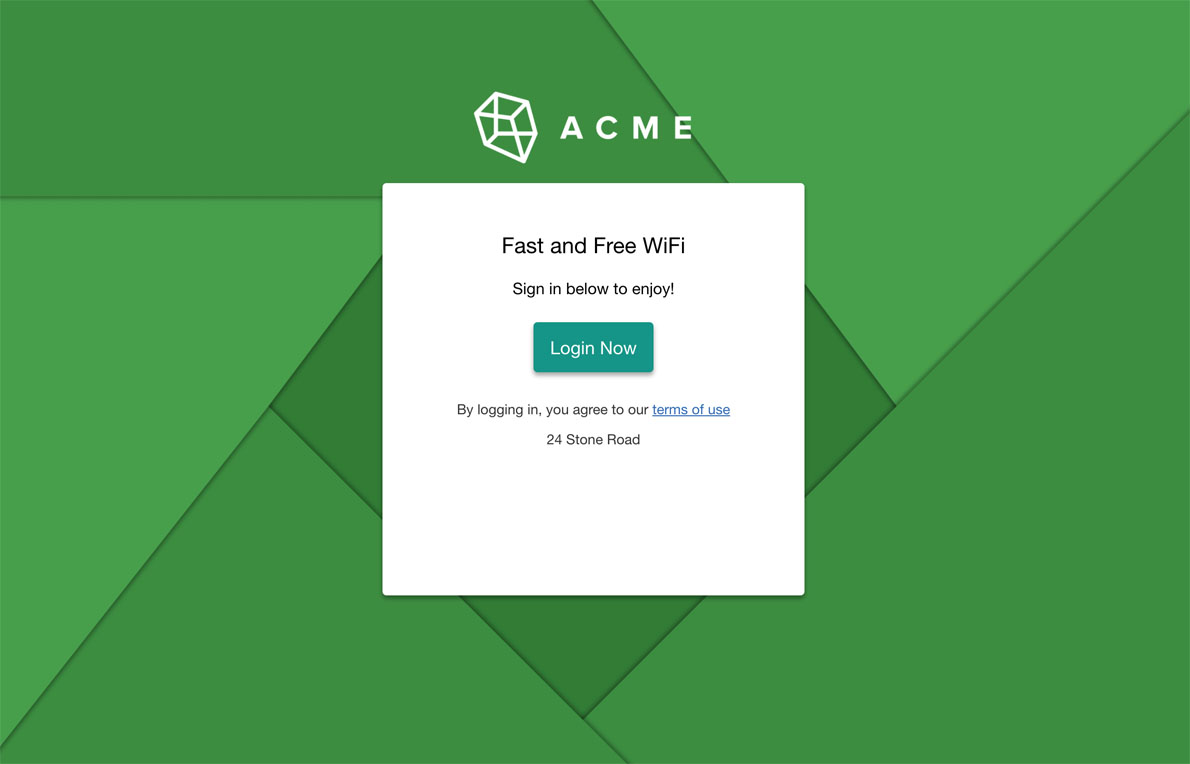 ACME
Fast and Free WiFi
Sign in below to enjoy!
Login Now
By logging in, you agree to our terms of use
24 Stone Road